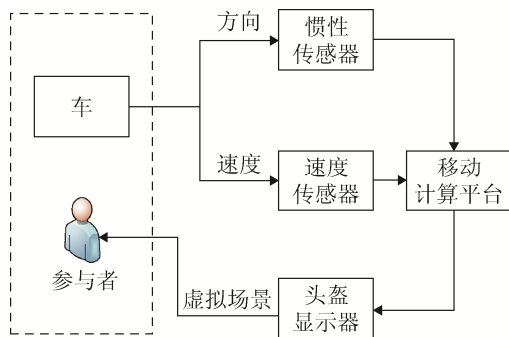 方向
惯性
传感器
车
速度
速度
传感器
移动
计算平台
参与者
虚拟场景
头盔
显示器